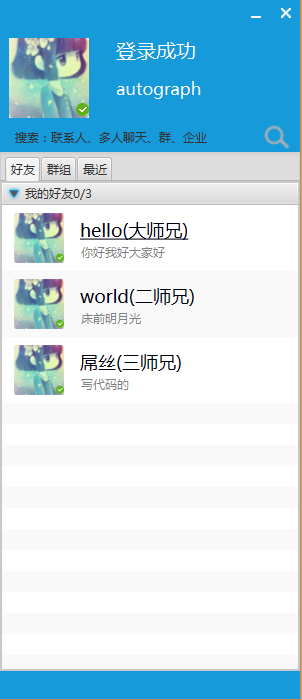 登录成功
autograph
搜索：联系人、多人聊天、群、企业
好友 群组 最近
我的好友0/3
hello(大师兄)
你好我好大家好
world(二师兄)
床前明月光
屌丝(三师兄)
写代码的